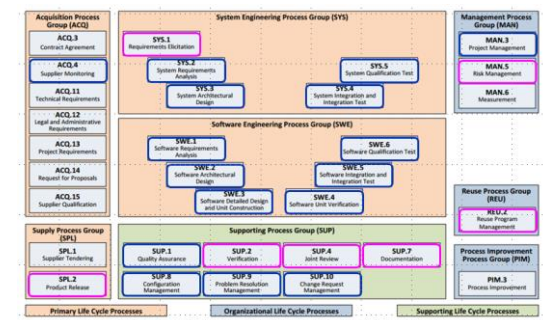 Acquisition Process
Group (ACQ)
ACQ.3
Contract Agreement
ACQ.4
Supplier Monitoring
ACQ.11
Technical Requirements
ACQ.12
Legal and Administrative
Requirements
ACQ.13
Project Requirements
ACQ.14
Request for Proposals
ACQ.15
Supplier Qualification
System Engineering Process Group (SYS)
SYS.1
Requirements Elicitation
SYS.2
System Requirements
Analysis
SYS.3
System Architectural
Design
SYS.5
System Qualification Test
SYS.4
System Integration and
Integration Test
Software Engineering Process Group (SWE)
SWE.1
Software Requirements
Analysis
SWE.2
Software Architectural
Design
SWE.3
Software Detailed Design
and Unit Construction
SWE.6
Software Qualification Test
SWE.5
Software Integration and
Integration Test
SWE.4
Software Unit Verification
Management Process
Group (MAN)
MAN.3
Project Management
MAN.5
Risk Management
MAN.6
Measurement
Reuse Process Group
(REU)
REU.2
Reuse Program
Management
Supply Process Group
(SPL)
SPL.1
Supplier Tendering
SPL.2
Product Release
Supporting Process Group (SUP)
SUP.1
Quality Assurance
SUP.2
Verification
SUP.4
Joint Review
SUP.7
Documentation
SUP.8
Configuration
Management
SUP.9
Problem Resolution
Management
SUP.10
Change Request
Management
Process Improvement
Process Group (PIM)
PIM.3
Process Improvement
Primary Life Cycle Processes
Organizational Life Cycle Processes
Supporting Life Cycle Processes